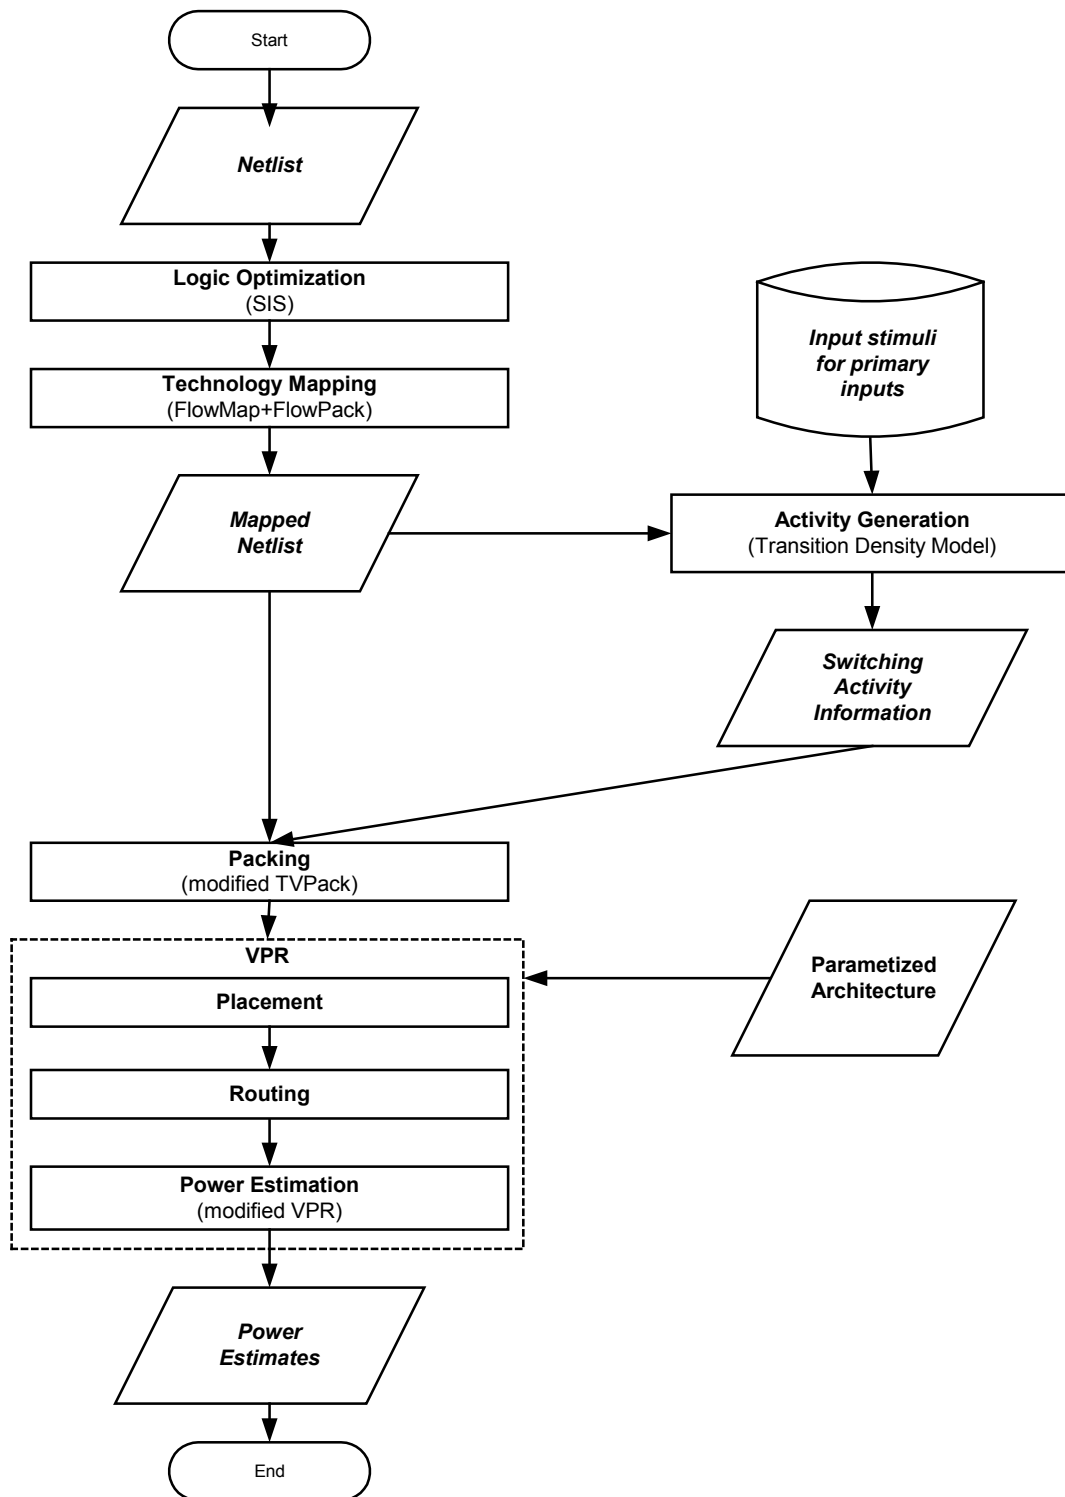 Start
Netlist
Logic Optimization
(SIS)
Technology Mapping
(FlowMap+FlowPack)
Input stimuli
for primary
inputs
Mapped
Netlist
Activity Generation
(Transition Density Model)
Switching
Activity
Information
Packing
(modified TVPack)
VPR
Placement
Parametized
Architecture
Routing
Power Estimation
(modified VPR)
Power
Estimates
End